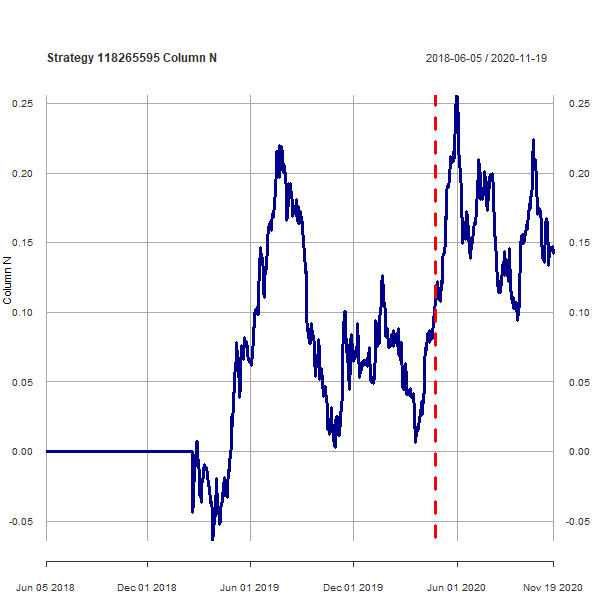 Strategy 118265595 Column N
2018-06-05 / 2020-11-19
0.25
0.20
0.15
0.10
0.05
0.00
-0.05
Column N
0.25
0.20
0.15
0.10
0.05
0.00
-0.05
Jun 05 2018
Dec 01 2018
Jun 01 2019
Dec 01 2019
Jun 01 2020
Nov 19 2020